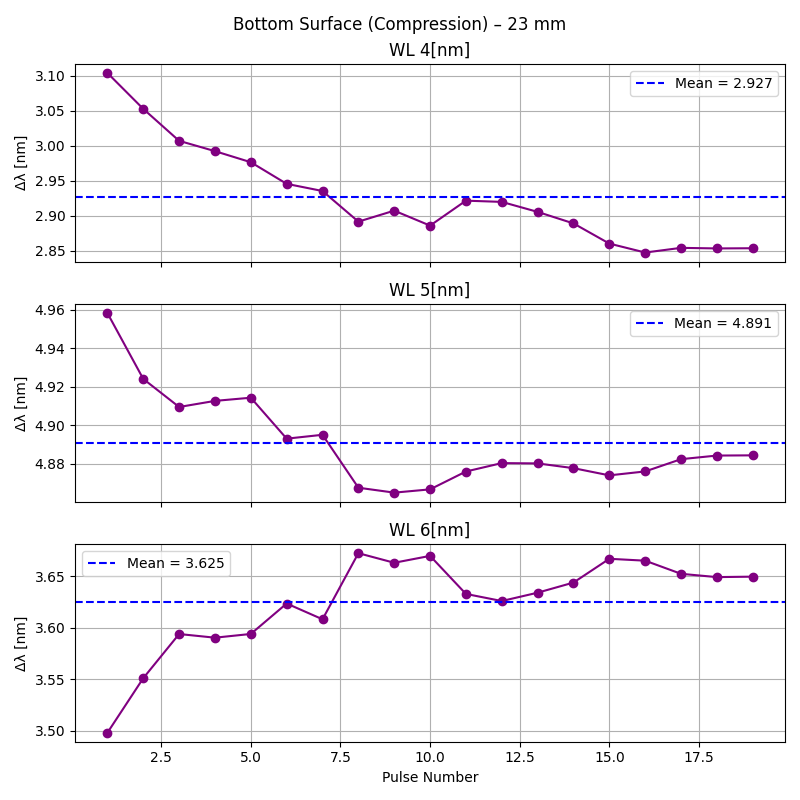 Bottom Surface (Compression) – 23 mm
WL 4[nm]
3.10
3.05
3.00
2.95
2.90
2.85
Δλ [nm]
Mean = 2.927
WL 5[nm]
4.96
4.94
4.92
4.90
4.88
Δλ [nm]
Mean = 4.891
WL 6[nm]
3.65
3.60
3.55
3.50
Δλ [nm]
Mean = 3.625
2.5 5.0 7.5 10.0 12.5 15.0 17.5
Pulse Number